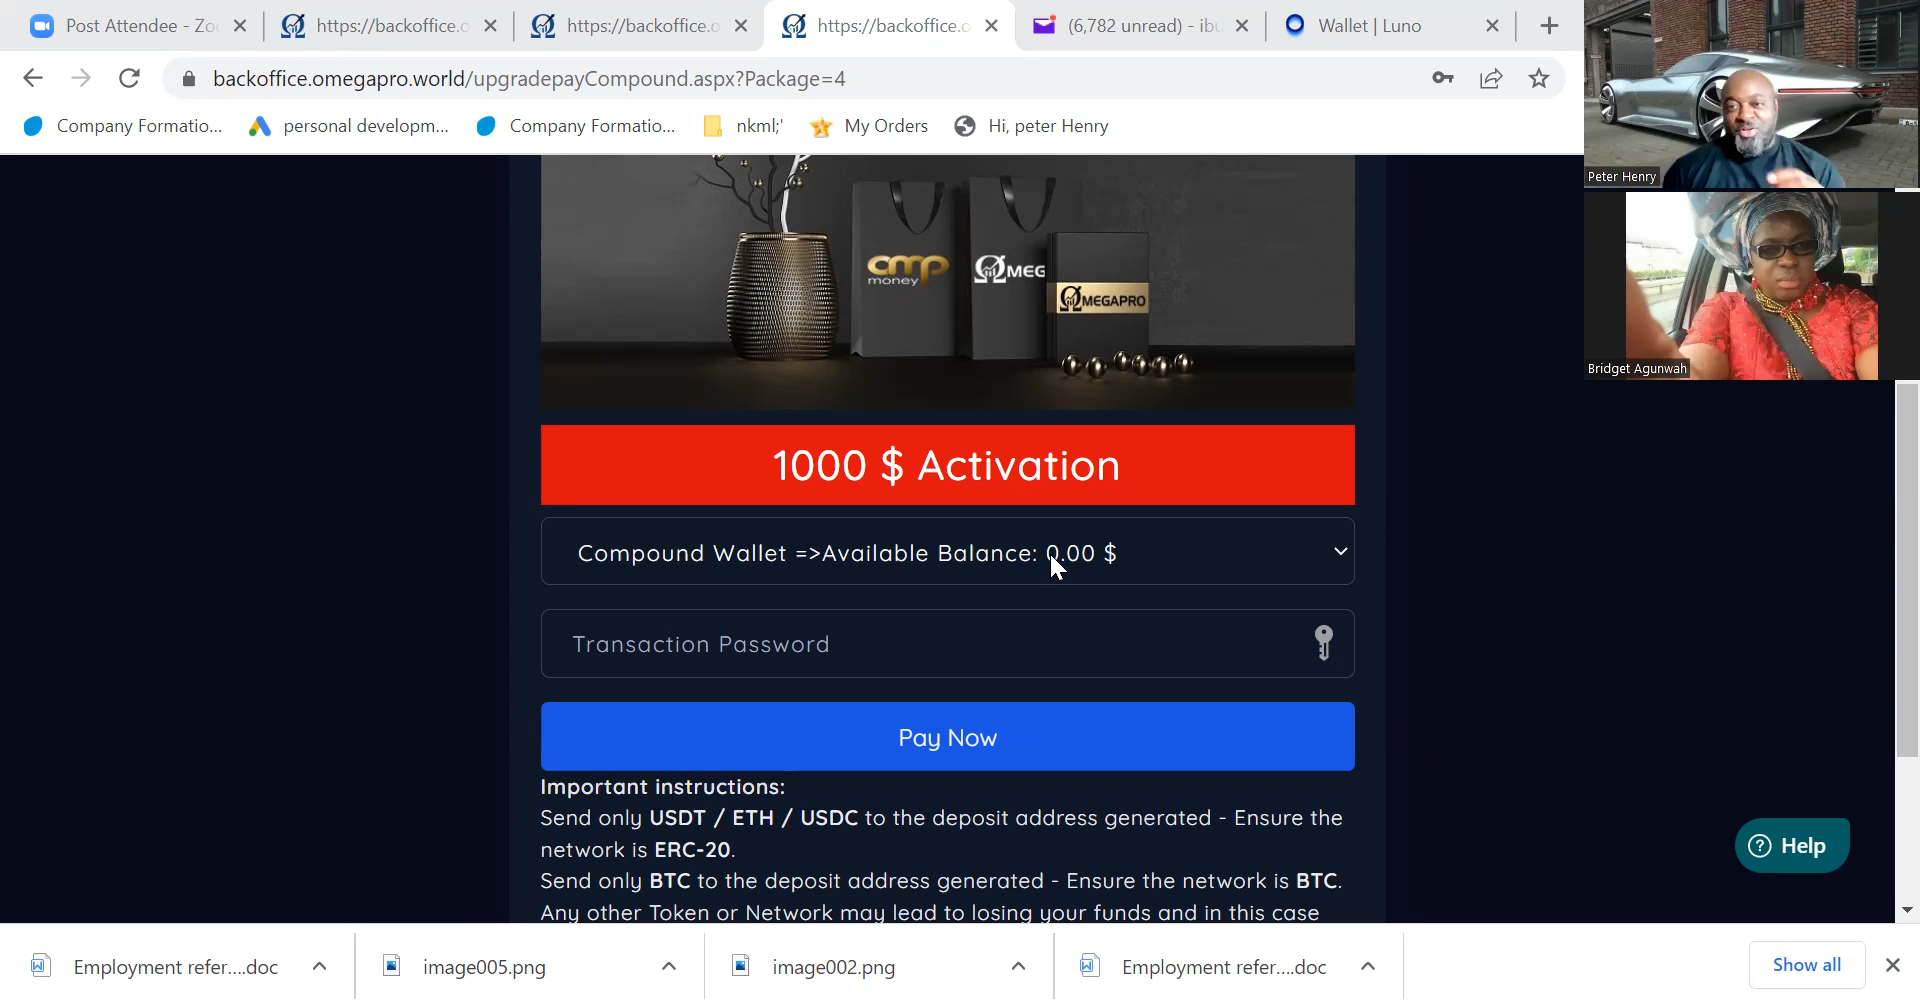 Post Attendee - Zo
https://backoffice.o
https://backoffice.o
https://backoffice.o
(6,782 unread) - ibu
Wallet | Luno
backoffice.omegapro.world/upgradepayCompound.aspx?Package=4
Company Formatio...
personal developm...
Company Formatio...
nkml;'
My Orders
Hi, peter Henry
Peter Henry
Bridget Agunwah
omp
money
OMEG
OMEGAPRO
1000 $ Activation
Compound Wallet =>Available Balance: 0.00 $
Transaction Password
Pay Now
Important instructions:
Send only USDT / ETH / USDC to the deposit address generated - Ensure the
network is ERC-20.
Send only BTC to the deposit address generated - Ensure the network is BTC.
Any other Token or Network may lead to losing your funds and in this case
Help
Employment refer....doc
image005.png
image002.png
Employment refer....doc
Show all